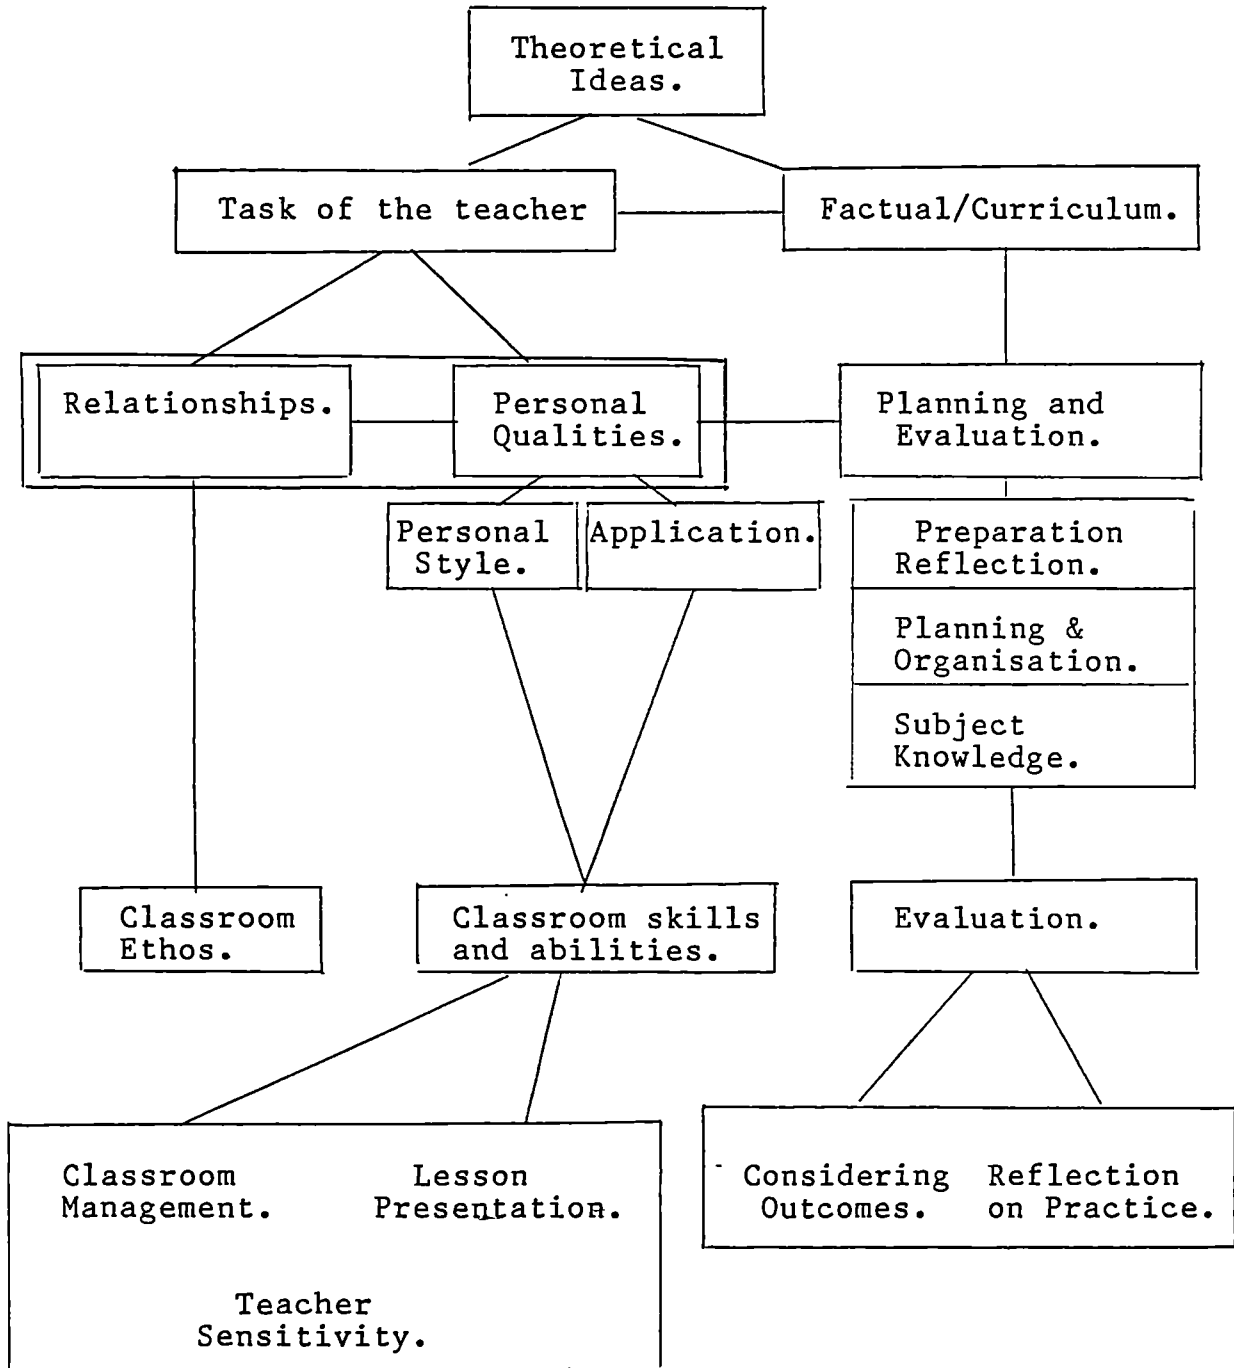 Theoretical
Ideas.
Task of the teacher
Factual/Curriculum.
Relationships.
Personal
Qualities.
Planning and
Evaluation.
Personal
Style.
Application.
Preparation
Reflection.
Planning &
Organisation.
Subject
Knowledge.
Classroom
Ethos.
Classroom skills
and abilities.
Evaluation.
Classroom
Management.
Lesson
Presentation.
Considering
Outcomes.
Reflection
on Practice.
Teacher
Sensitivity.